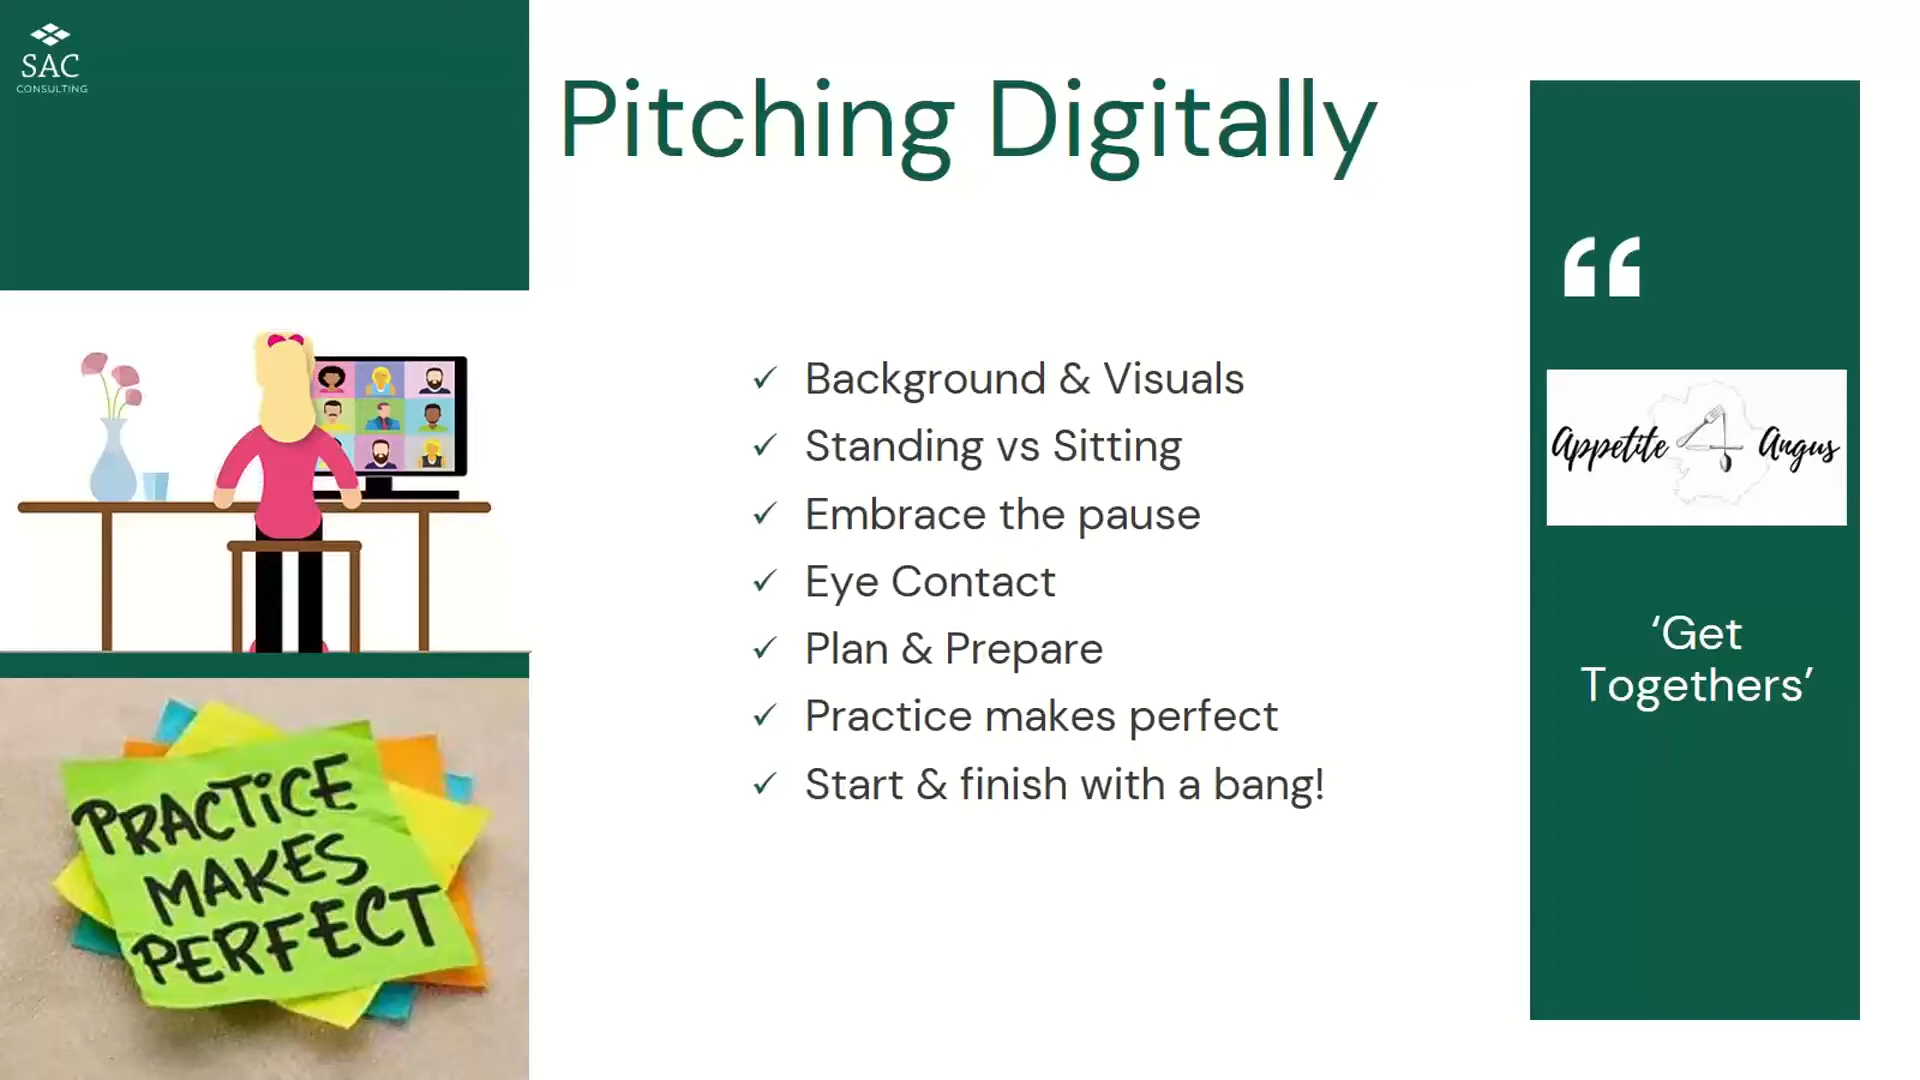 SAC
CONSULTING
Pitching Digitally
✓ Background & Visuals
✓ Standing vs Sitting
✓ Embrace the pause
✓ Eye Contact
✓ Plan & Prepare
✓ Practice makes perfect
✓ Start & finish with a bang!
PRACTICE
MAKES
PERFECT
“
Appetite 4 Angus
‘Get
Togethers’